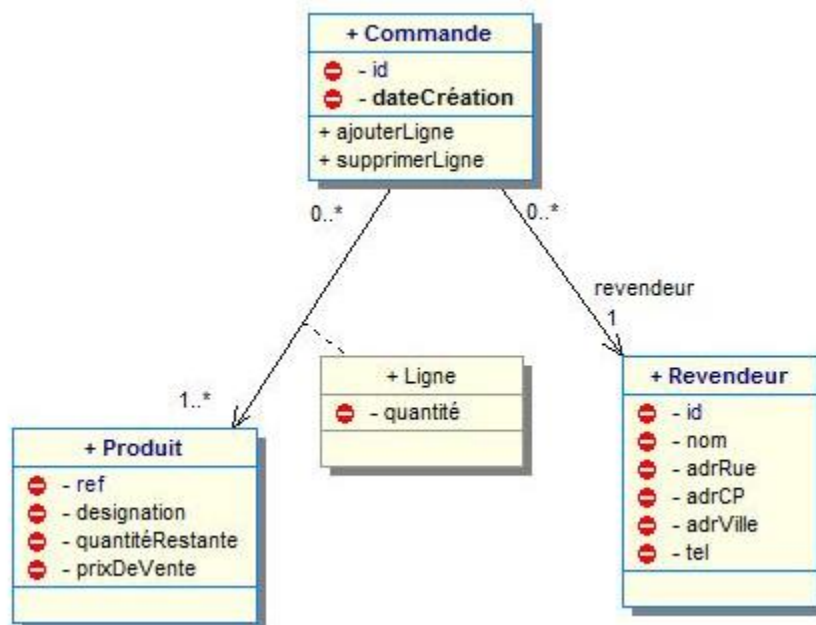 + Commande
- id
- dateCréation
+ ajouterLigne
+ supprimerLigne
0..*
0..*
revendeur
1
1..*
+ Ligne
- quantité
+ Produit
- ref
- designation
- quantitéRestante
- prixDeVente
+ Revendeur
- id
- nom
- adrRue
- adrCP
- adrVille
- tel